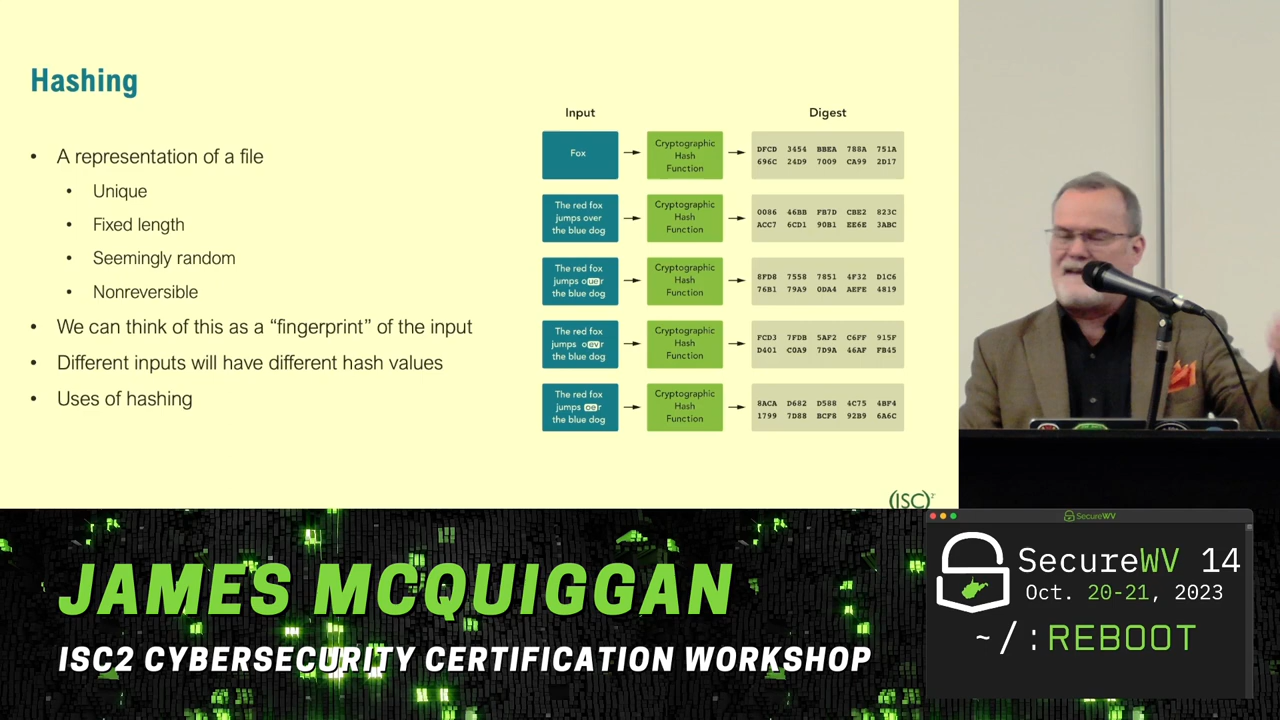 Hashing
• A representation of a file
• Unique
• Fixed length
• Seemingly random
• Nonreversible
• We can think of this as a “fingerprint” of the input
• Different inputs will have different hash values
• Uses of hashing
Input
Digest
Fox
Cryptographic
Hash
Function
DFCD 3454 BBEA 788A 751A
696C 24D9 7009 CA99 2D17
The red fox
jumps over
the blue dog
Cryptographic
Hash
Function
0086 46BB FB7D CBE2 823C
ACC7 6CD1 90B1 EE6E 3ABC
The red fox
jumps ouer
the blue dog
Cryptographic
Hash
Function
8FD8 7558 7851 4F32 D1C6
76B1 79A9 0DA4 AEFE 4819
The red fox
jumps oevr
the blue dog
Cryptographic
Hash
Function
FCD3 7FDB 5AF2 C6FF 915F
D401 C0A9 7D9A 46AF FB45
The red fox
jumps oer
the blue dog
Cryptographic
Hash
Function
8ACA D682 D588 4C75 4BF4
1799 7D88 BCF8 92B9 6A6C
(ISC)²
JAMES MCQUIGGAN
ISC2 CYBERSECURITY CERTIFICATION WORKSHOP
SecureWV
SecureWV 14
Oct. 20-21, 2023
~/:REBOOT